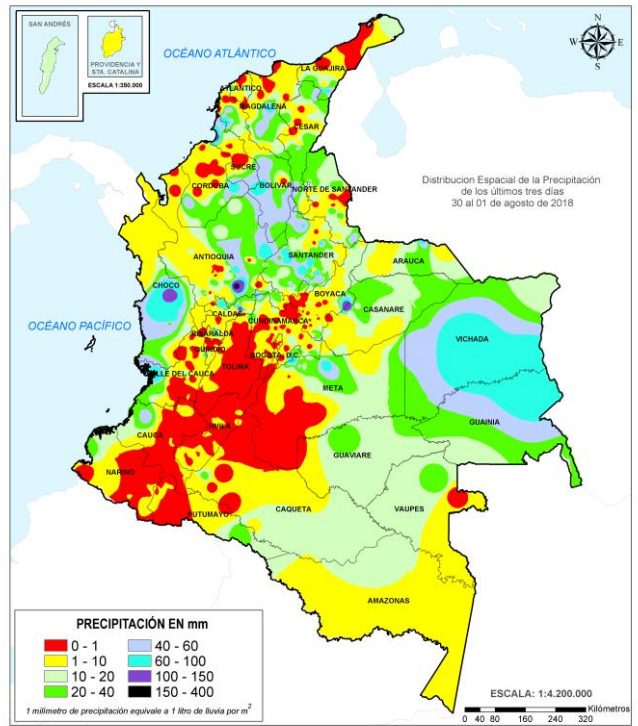 SAN ANDRÉS
PROVIDENCIA Y
STA. CATALINA
ESCALA 1:350.000
OCÉANO ATLÁNTICO
N
W
E
S
LA GUAJIRA
ATLANTICO
MAGDALENA
CESAR
SUCRE
CORDOBA
BOLIVAR
NORTE DE SANTANDER
Distribucion Espacial de la Precipitación
de los últimos tres días
30 al 01 de agosto de 2018
ANTIOQUIA
SANTANDER
ARAUCA
CHOCO
BOYACA
CASANARE
OCÉANO PACÍFICO
CALDAS
CUNDINAMARCA
VICHADA
RISARALDA
QUINDIO
BOGOTA, D.C.
TOLIMA
VALLE DEL CAUCA
META
GUAINIA
CAUCA
HUILA
GUAVIARE
NARIÑO
PUTUMAYO
CAQUETA
VAUPES
AMAZONAS
PRECIPITACIÓN EN mm
0 - 1
40 - 60
1 - 10
60 - 100
10 - 20
100 - 150
20 - 40
150 - 400
1 milimetro de precipitación equivale a 1 litro de lluvia por m2
ESCALA: 1:4.200.000
Kilómetros
0 40 80 160 240 320